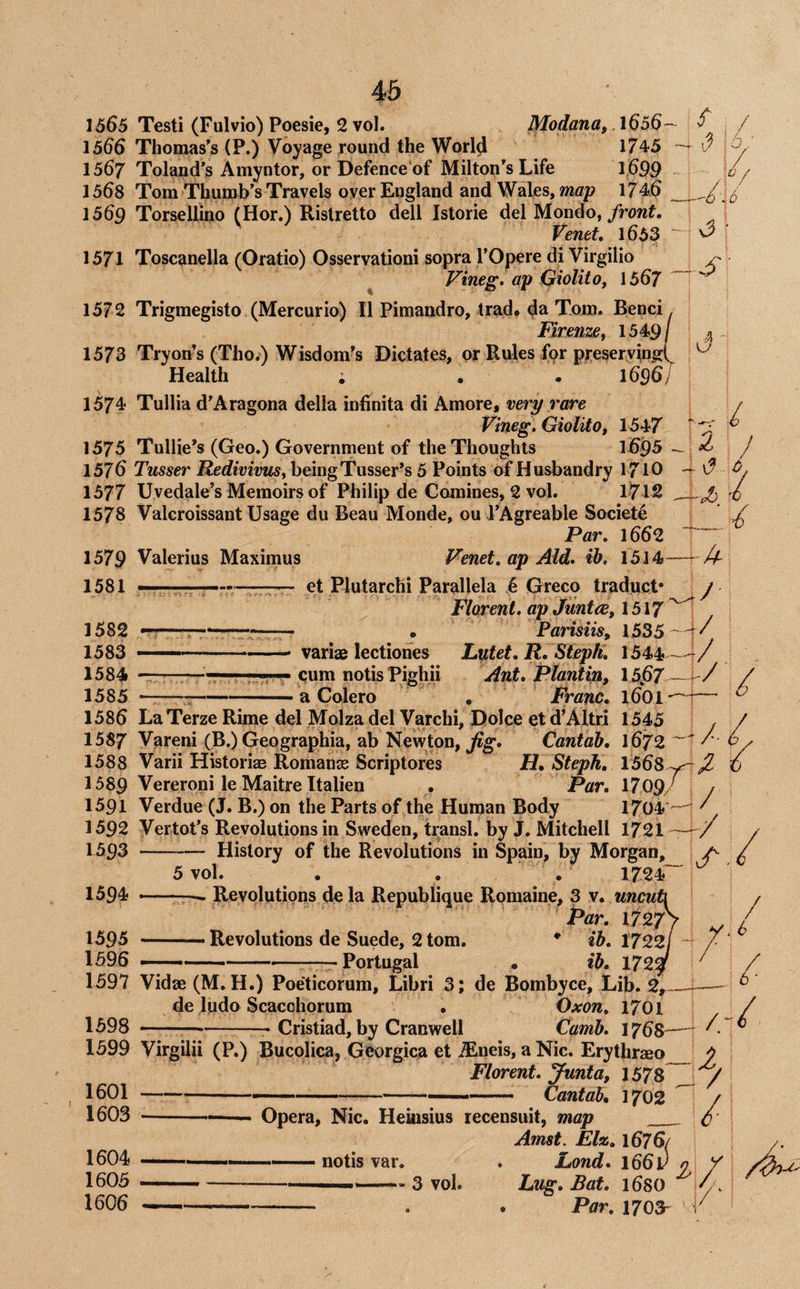 45
1565 Testi (Fulvio) Poesie, 2 vol. Modana, 1656
1566 Thomas's (P.) Voyage round the World 1745
1567 Toland's Amyntor, or Defence of Milton's Life 1699
1568 Tom Thumb's Travels over England and Wales, map 1746
1569 Torsellino (Hor.) Ristretto dell Istorie del Mondo, front.
Venet. 1653
1571 Toscanella (Oratio) Osservationi sopra l'Opere di Virgilio
Vineg. ap Giolito, 1567
1572 Trigmegisto (Mercurio) Il Pimandro, trad. da Tom. Benci
Firenze, 1549
1573 Tryon's (Tho.) Wisdom's Dictates, or Rules for preserving
Health . . . 1696
1574 Tullia d'Aragona della infinita di Amore, very rare
Vineg. Giolito, 1547
1575 Tullie's (Geo.) Government of the Thoughts 1695
1576 Tusser Redivivus, being Tusser's 5 Points of Husbandry 1710
1577 Uvedale's Memoirs of Philip de Comines, 2 vol. 1712
1578 Valcroissant Usage du Beau Monde, ou l'Agreable Societé
Par. 1662
1579 Valerius Maximus Venet. ap Ald. ib. 1514
1581 ——— et Plutarchi Parallela é Greco traduct.
Florent. ap Juntæ, 1517
1582 ——— . Parisiis, 1535
1583 ——— variæ lectiones Lutet. R. Steph. 1544
1584 ——— cum notis Pighii Ant. Plantin, 1567
1585 ——— a Colero . Franc. 1601
1586 La Terze Rime del Molza del Varchi, Dolce et d'Altri 1545
1587 Vareni (B.) Geographia, ab Newton, fig. Cantab. 1672
1588 Varii Historiæ Romanæ Scriptores H. Steph. 1568
1589 Vereroni le Maitre Italien . Par. 1709
1591 Verdue (J. B.) on the Parts of the Human Body 1704
1592 Vertot's Revolutions in Sweden, transl. by J. Mitchell 1721
1593 ——— History of the Revolutions in Spain, by Morgan,
5 vol. . . . 1724
1594 ——— Revolutions de la Republique Romaine, 3 v. uncut
Par. 1727
1595 ——— Revolutions de Suede, 2 tom. ib. 1722
1596 ——— Portugal . ib. 1729
1597 Vidæ (M. H.) Poeticorum, Libri 3; de Bombyce, Lib. 2,
de ludo Scacchorum . Oxon. 1701
1598 ——— Cristiad, by Cranwell Camb. 1768
1599 Virgilii (P.) Bucolica, Georgica et Æneis, a Nic. Erythræo
Florent. Junta, 1578
1601 ——— Cantab. 1702
1603 ——— Opera, Nic. Heinsius recensuit, map
Amst. Elz. 1676
1604 ——— notis var. . Lond. 1661
1605 ——— 3 vol. Lug. Bat. 1680
1606 ——— . . Par. 1703